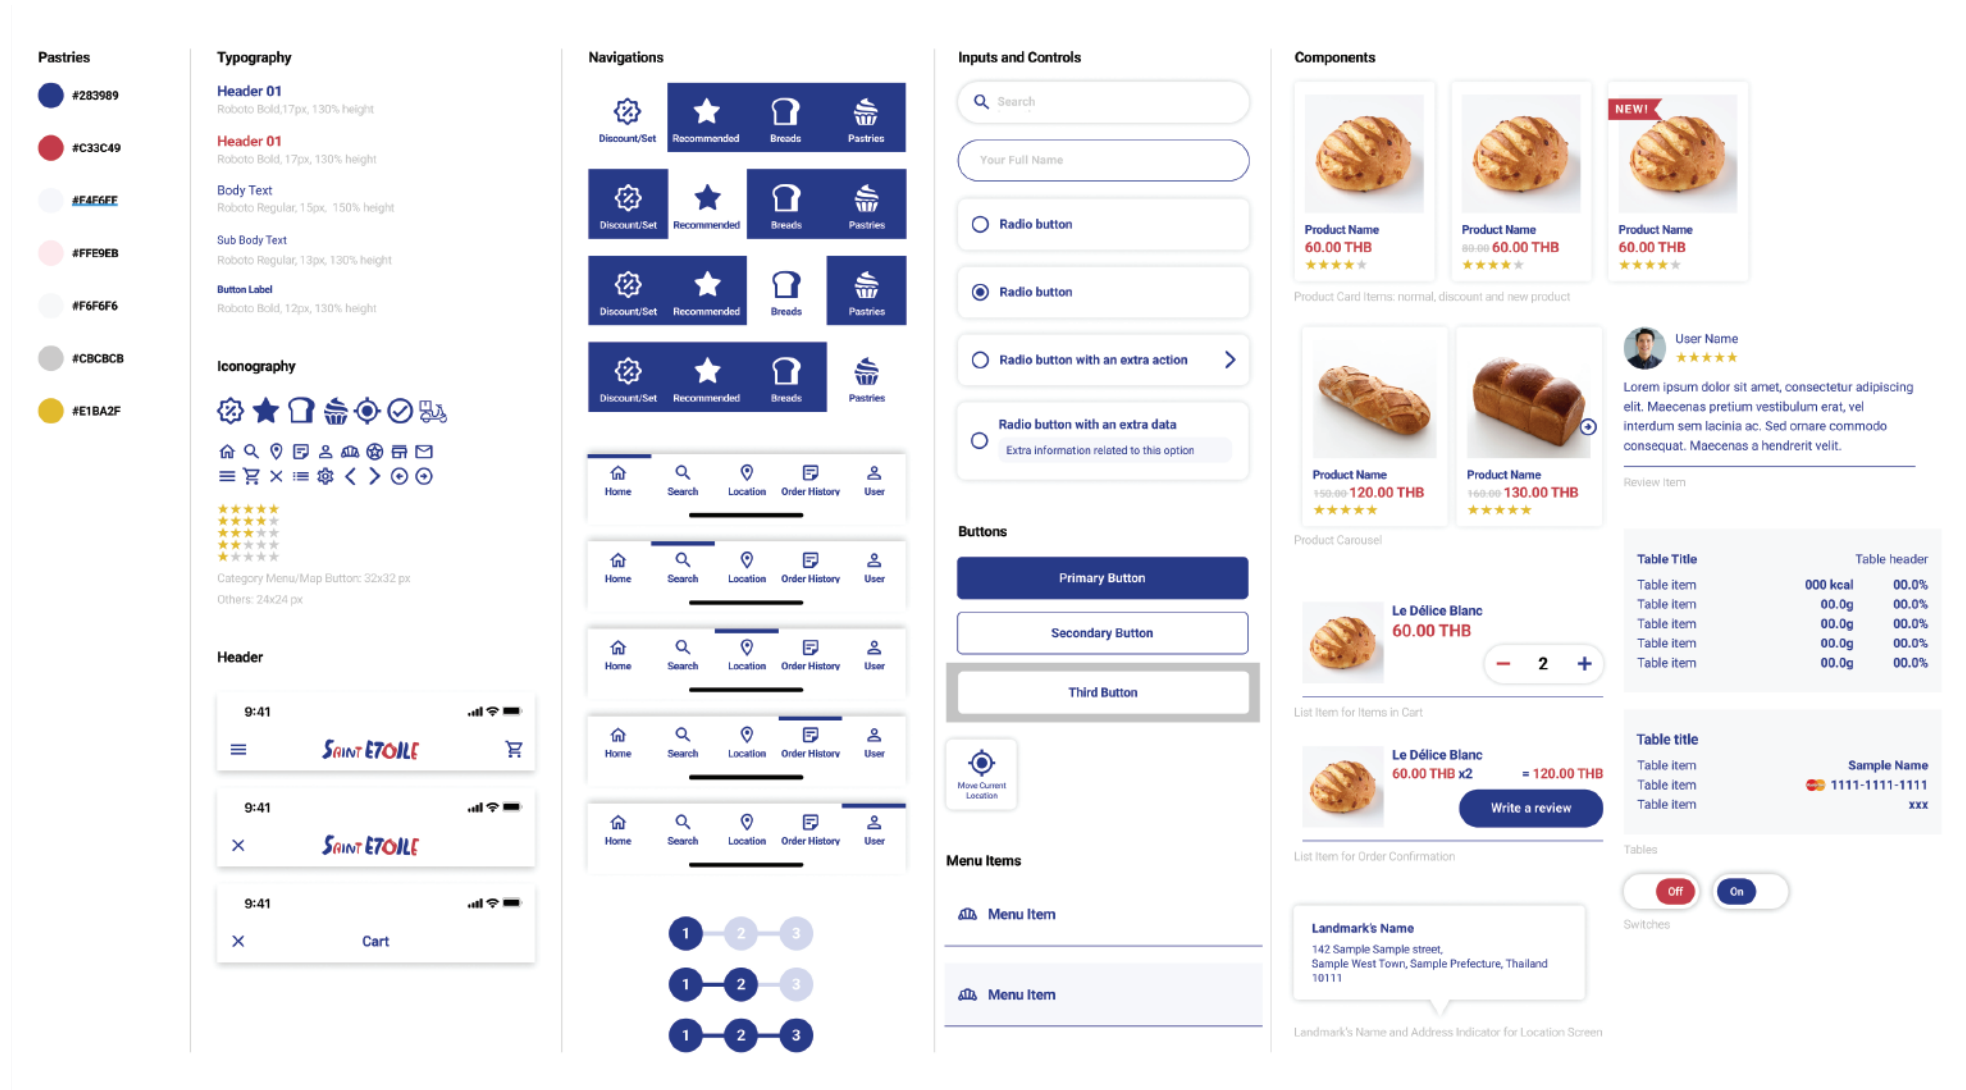 Pastries
#283989
#C33C49
#F4F6FF
#FFE9EB
#F6F6F6
#CBCBCB
#E1BA2F
Typography
Header 01
Roboto Bold,17px, 130% height
Header 01
Roboto Bold, 17px, 130% height
Body Text
Roboto Regular, 15px, 150% height
Sub Body Text
Roboto Regular, 13px, 130% height
Button Label
Roboto Bold, 12px, 130% height
Iconography
Category Menu/Map Button: 32x32 px
Others: 24x24 px
Header
9:41
SAINT ETOILE
9:41
SAINT ETOILE
9:41
Cart
Navigations
Discount/Set Recommended Breads Pastries
Discount/Set Recommended Breads Pastries
Discount/Set Recommended Breads Pastries
Discount/Set Recommended Breads Pastries
Home Search Location Order History User
Home Search Location Order History User
Home Search Location Order History User
Home Search Location Order History User
Home Search Location Order History User
1 2 3
1 2 3
1 2 3
Inputs and Controls
Search
Your Full Name
Radio button
Radio button
Radio button with an extra action
Radio button with an extra data
Extra information related to this option
Buttons
Primary Button
Secondary Button
Third Button
Move Current
Location
Menu Items
Menu Item
Menu Item
Components
Product Name
60.00 THB
Product Name
80.00 60.00 THB
NEW!
Product Name
60.00 THB
Product Card Items: normal, discount and new product
Product Name
150.00 120.00 THB
Product Name
160.00 130.00 THB
Product Carousel
Le Délice Blanc
60.00 THB
2
List Item for Items in Cart
Le Délice Blanc
60.00 THB x2 = 120.00 THB
Write a review
List Item for Order Confirmation
Landmark's Name
142 Sample Sample street,
Sample West Town, Sample Prefecture, Thailand
10111
Landmark's Name and Address Indicator for Location Screen
User Name
Lorem ipsum dolor sit amet, consectetur adipiscing
elit. Maecenas pretium vestibulum erat, vel
interdum sem lacinia ac. Sed ornare commodo
consequat. Maecenas a hendrerit velit.
Review Item
Table Title Table header
Table item 000 kcal 00.0%
Table item 00.0g 00.0%
Table item 00.0g 00.0%
Table item 00.0g 00.0%
Table item 00.0g 00.0%
Table title
Table item Sample Name
Table item 1111-1111-1111
Table item xxx
Tables
Off On
Switches